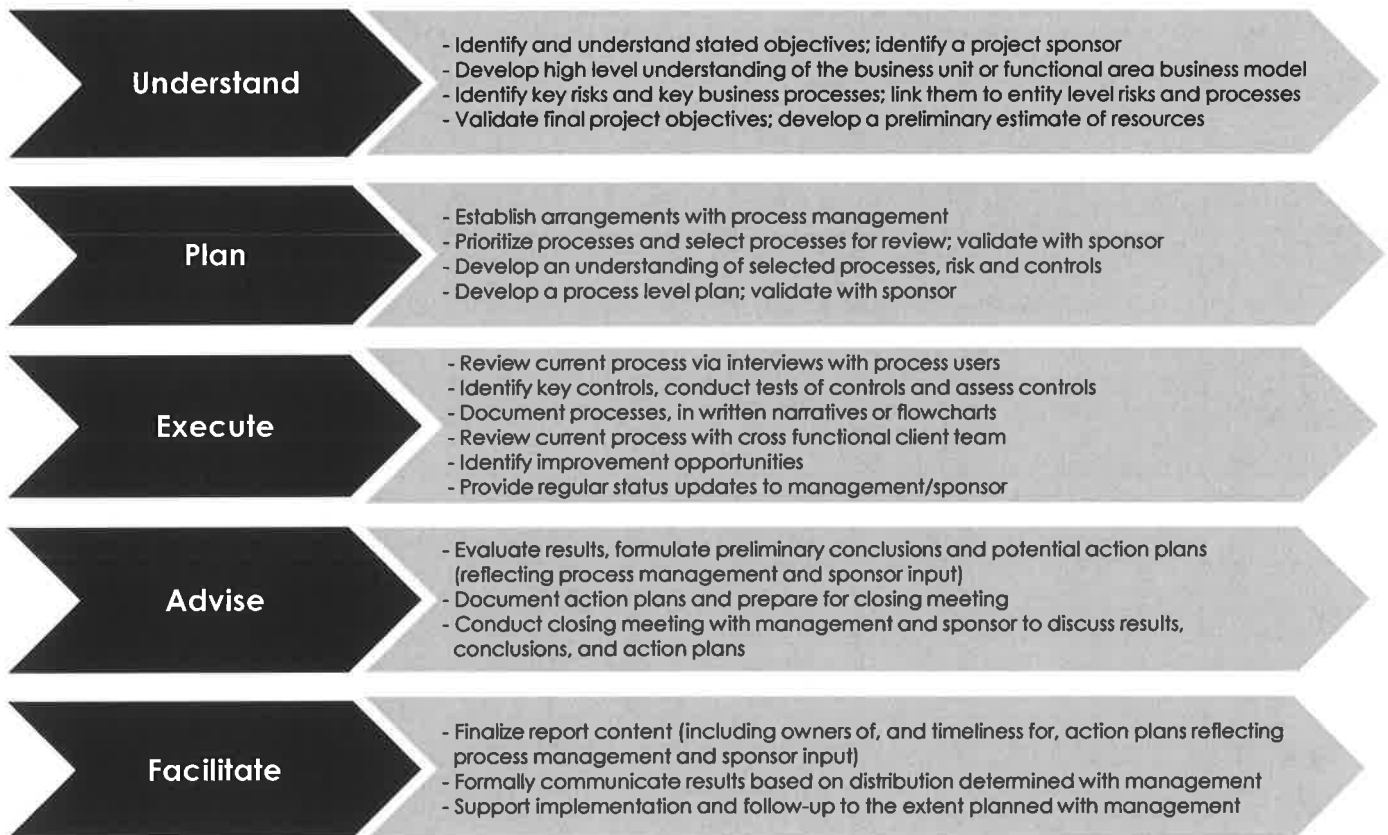 Understand
- Identify and understand stated objectives; identify a project sponsor
- Develop high level understanding of the business unit or functional area business model
- Identify key risks and key business processes; link them to entity level risks and processes
- Validate final project objectives; develop a preliminary estimate of resources
Plan
- Establish arrangements with process management
- Prioritize processes and select processes for review; validate with sponsor
- Develop an understanding of selected processes, risk and controls
- Develop a process level plan; validate with sponsor
Execute
- Review current process via interviews with process users
- Identify key controls, conduct tests of controls and assess controls
- Document processes, in written narratives or flowcharts
- Review current process with cross functional client team
- Identify improvement opportunities
- Provide regular status updates to management/sponsor
Advise
- Evaluate results, formulate preliminary conclusions and potential action plans
(reflecting process management and sponsor input)
- Document action plans and prepare for closing meeting
- Conduct closing meeting with management and sponsor to discuss results,
conclusions, and action plans
Facilitate
- Finalize report content (including owners of, and timeliness for, action plans reflecting
process management and sponsor input)
- Formally communicate results based on distribution determined with management
- Support implementation and follow-up to the extent planned with management